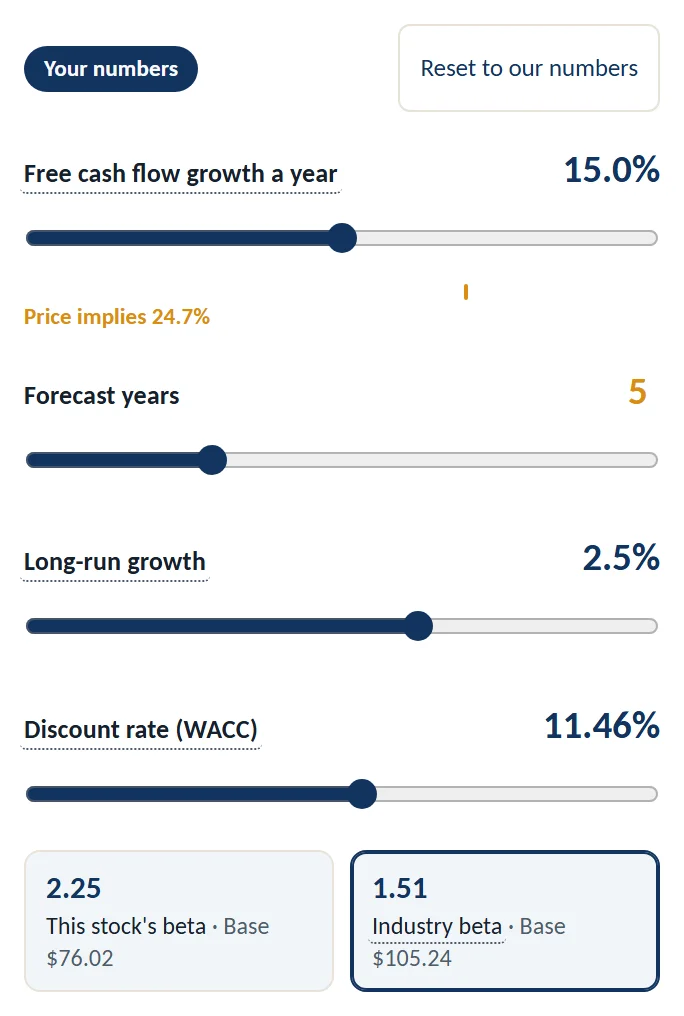 Your numbers
Reset to our numbers
Free cash flow growth a year
15.0%
Price implies 24.7%
Forecast years
5
Long-run growth
2.5%
Discount rate (WACC)
11.46%
2.25
This stock's beta · Base
$76.02
1.51
Industry beta · Base
$105.24